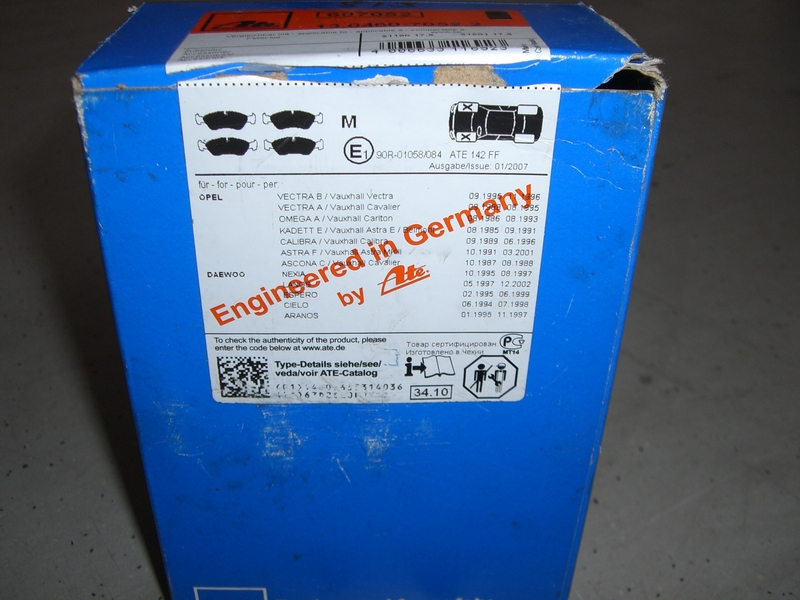 Ate
607052
M
E1 90R-01058/084 ATE 142 FF
Ausgabe/Issue: 01/2007
für - for - pour - per:
OPEL VECTRA B / Vauxhall Vectra 09.1995 11.1996
VECTRA A / Vauxhall Cavalier 08.1995
OMEGA A / Vauxhall Carlton 08.1993
KADETT E / Vauxhall Astra E / 08.1985 09.1991
CALIBRA / Vauxhall Calibra 09.1989 06.1996
ASTRA F / Vauxhall Astra 10.1991 03.2001
ASCONA C / Vauxhall Cavalier 10.1987 08.1988
DAEWOO NEXIA 10.1995 08.1997
05.1997 12.2002
ESPERO 02.1995 06.1999
CIELO 06.1994 07.1998
ARANOS 01.1995 11.1997
Engineered in Germany
by Ate
To check the authenticity of the product, please
enter the code below at www.ate.de
Type-Details siehe/see/
veda/voir ATE-Catalog
Товар сертифицирован
Изготовлено в Чехии
МТ14
i
34.10